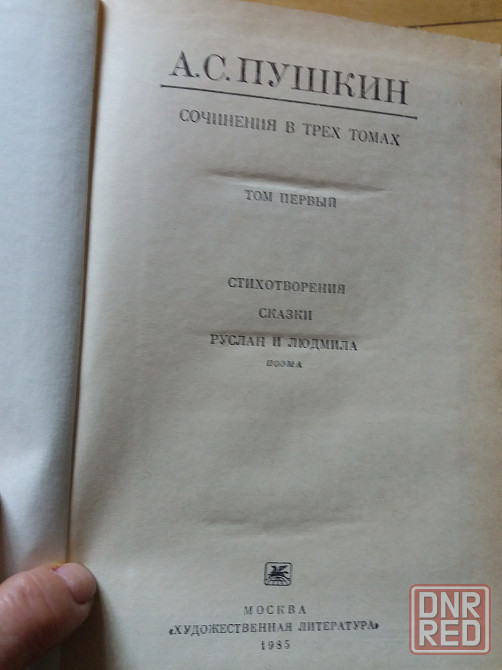 А.С.ПУШКИН
СОЧИНЕНИЯ В ТРЕХ ТОМАХ
ТОМ ПЕРВЫЙ
СТИХОТВОРЕНИЯ
СКАЗКИ
РУСЛАН И ЛЮДМИЛА
ПОЭМА
МОСКВА
«ХУДОЖЕСТВЕННАЯ ЛИТЕРАТУРА»
1985
DNR
RED